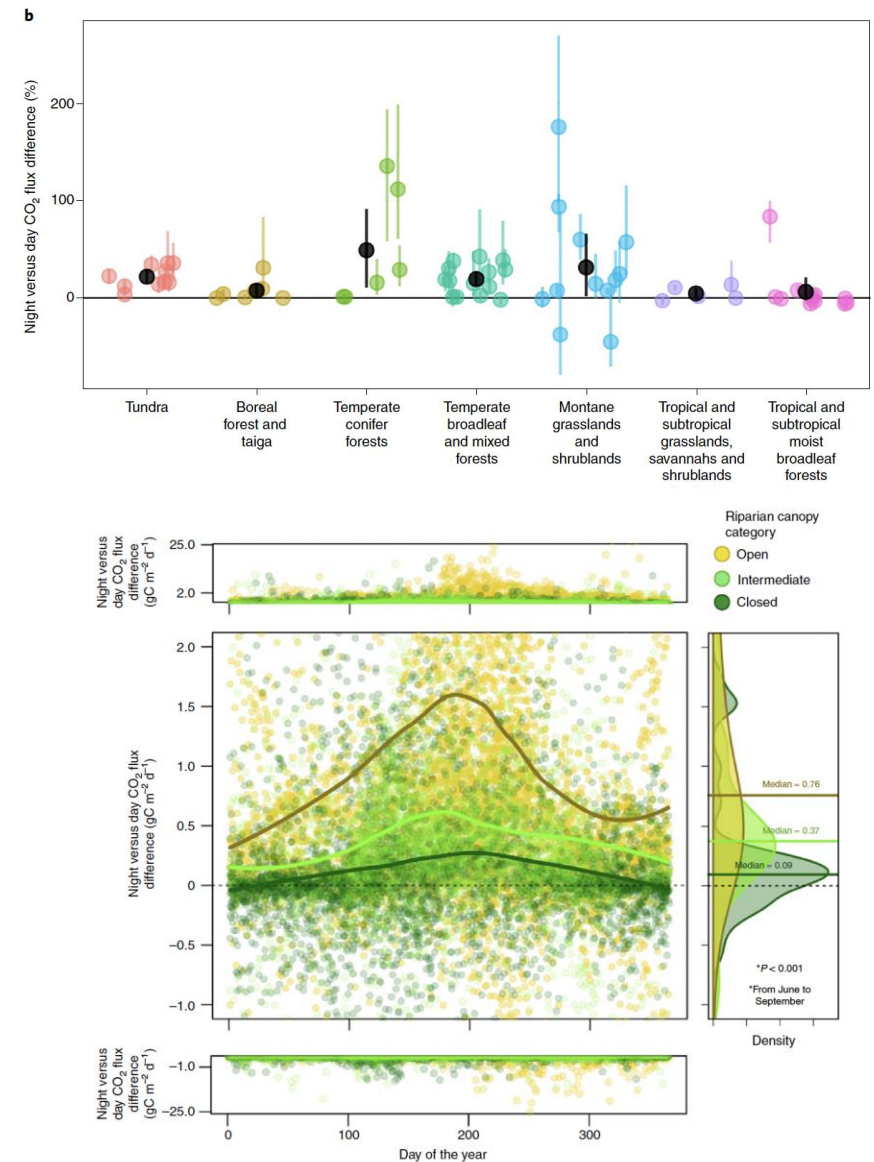 b
Night versus day CO₂ flux difference (%)
200
100
0
Tundra
Boreal
forest and
taiga
Temperate
conifer
forests
Temperate
broadleaf
and mixed
forests
Montane
grasslands
and
shrublands
Tropical and
subtropical
grasslands,
savannahs and
shrublands
Tropical and
subtropical
moist
broadleaf
forests
Riparian canopy
category
Open
Intermediate
Closed
Night versus
day CO₂ flux
difference
(gC m⁻² d⁻¹)
25.0
2.0
Night versus day CO₂ flux
difference (gC m⁻² d⁻¹)
2.0
1.5
1.0
0.5
0
–0.5
–1.0
Median = 0.76
Median = 0.37
Median = 0.09
*P < 0.001
*From June to
September
Density
Night versus
day CO₂ flux
difference
(gC m⁻² d⁻¹)
–1.0
–25.0
0
100
200
300
Day of the year